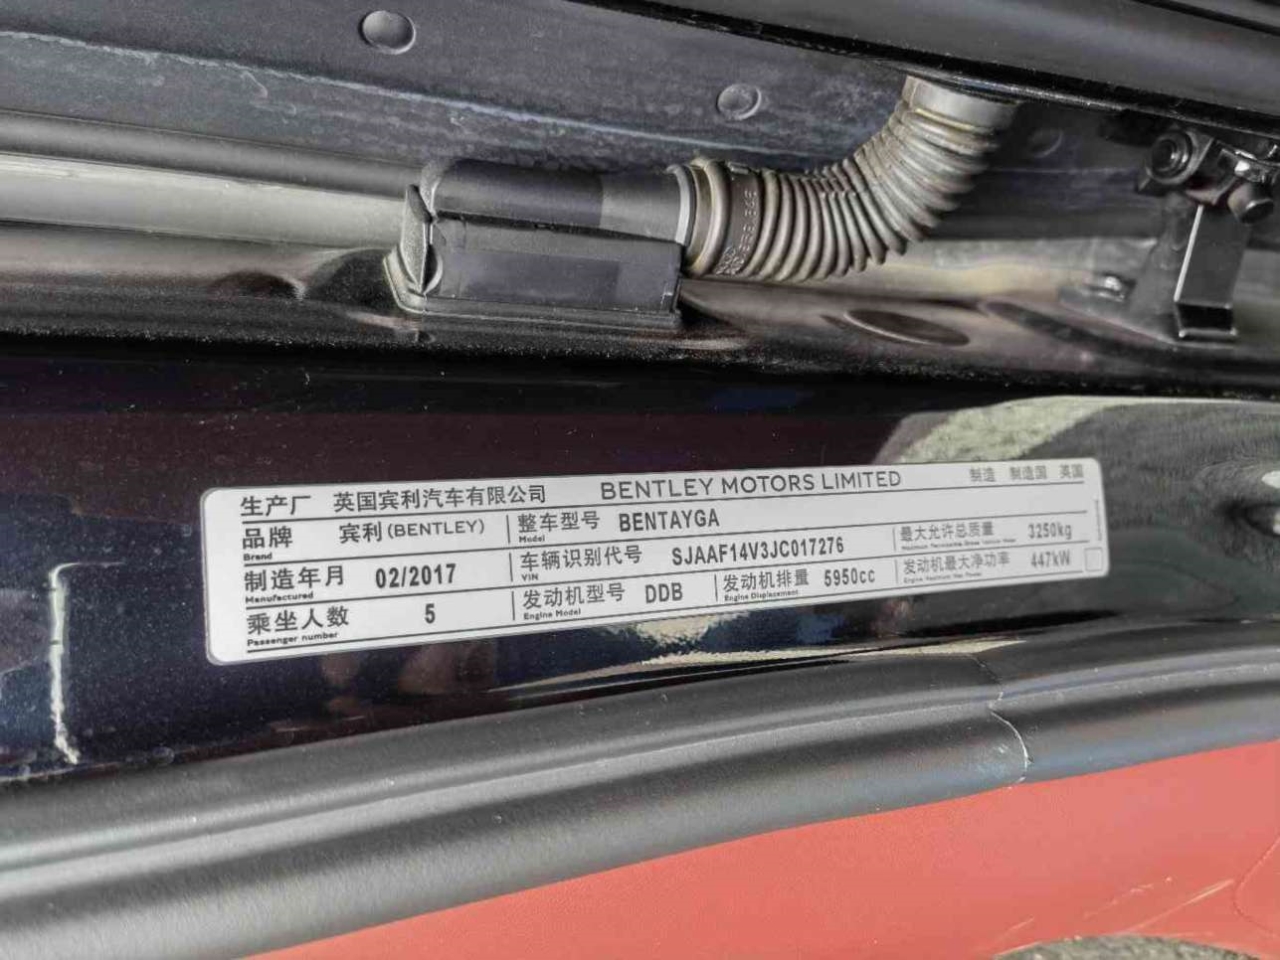 生产厂 英国宾利汽车有限公司 BENTLEY MOTORS LIMITED 制造 制造国 英国
品牌 宾利(BENTLEY) 整车型号 BENTAYGA
Brand Model
制造年月 02/2017 车辆识别代号 SJAAF14V3JC017276 最大允许总质量 3250kg
Manufactured VIN
乘坐人数 5 发动机型号 DDB 发动机排量 5950cc 发动机最大净功率 447kW
Passenger number Engine Model Engine Displacement